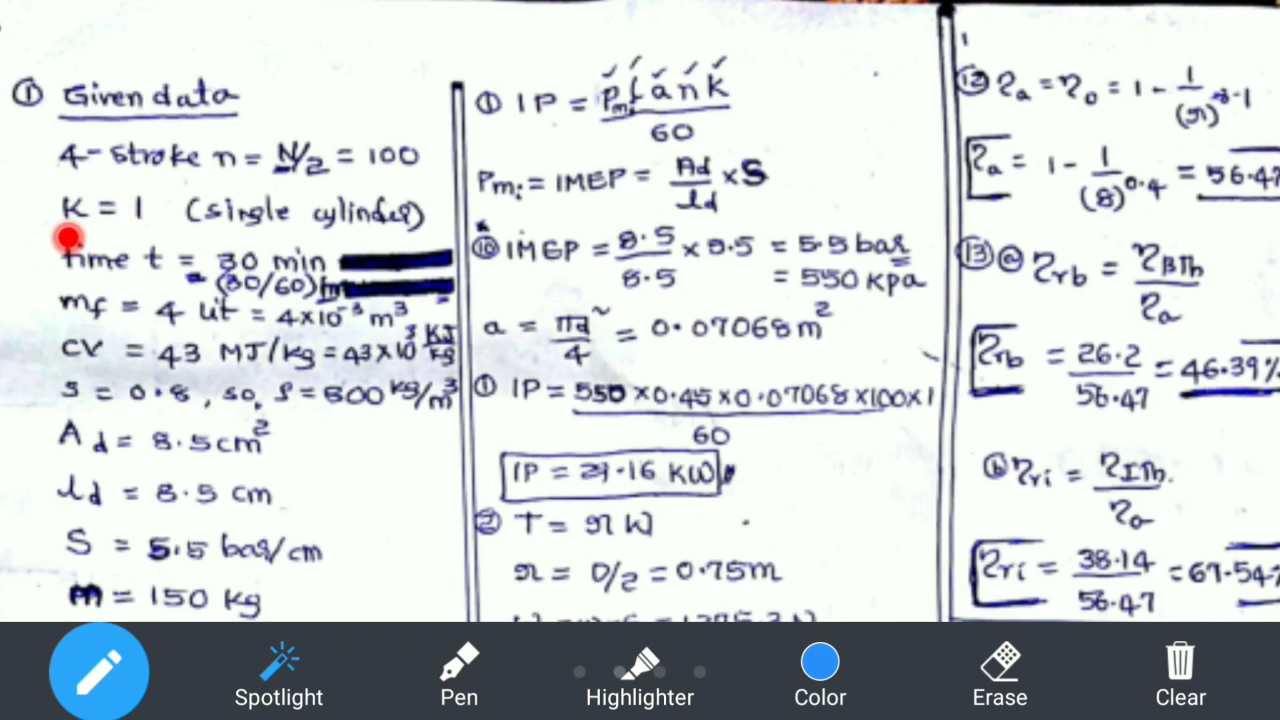 ① Given data
4-stroke n = N/2 = 100
K = 1 (single cylinder)
Time t = 30 min
= (30/60) hr
mf = 4 lit = 4×10⁻³ m³
CV = 43 MJ/kg = 43×10³ KJ/kg
S = 0.8, so, ρ = 800 kg/m³
Ad = 8.5 cm²
ld = 8.5 cm
S = 5.5 bar/cm
m = 150 kg
① IP = Pmi l a n k / 60
Pmi = IMEP = Ad/ld × S
⑩ IMEP = 8.5/8.5 × 5.5 = 5.5 bar
= 550 kpa
a = πd²/4 = 0.07068 m²
① IP = 550 × 0.45 × 0.07068 × 100 × 1 / 60
IP = 29.16 KW
② T = r W
r = D/2 = 0.75m
⑫ ηa = ηo = 1 - 1/(r)^γ-1
ηa = 1 - 1/(8)^0.4 = 56.47
⑬ ⓐ ηrb = ηBTh/ηa
ηrb = 26.2/56.47 = 46.39%
ⓑ ηri = ηITh/ηa
ηri = 38.14/56.47 = 67.54%
Spotlight
Pen
Highlighter
Color
Erase
Clear